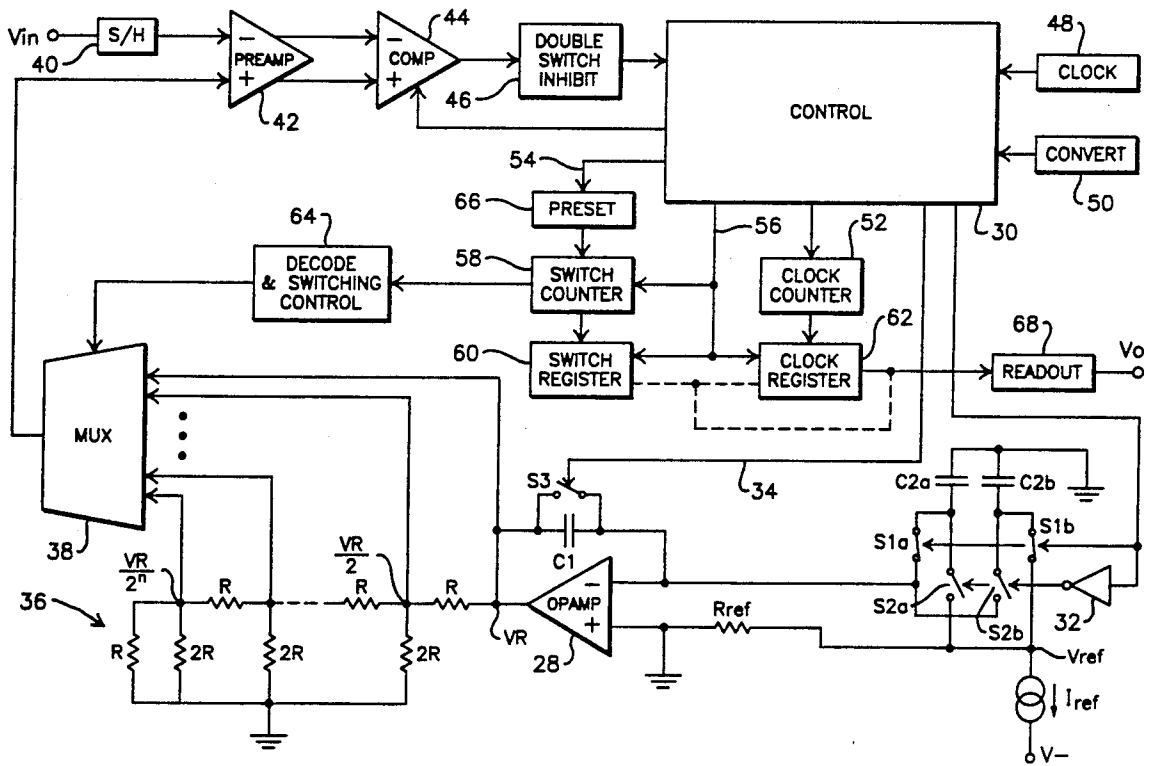 Vin
S/H
40
−
+
PREAMP
42
−
+
COMP
44
DOUBLE
SWITCH
INHIBIT
46
CONTROL
30
CLOCK
48
CONVERT
50
54
PRESET
66
56
52
64
DECODE
& SWITCHING
CONTROL
58
SWITCH
COUNTER
CLOCK
COUNTER
60
SWITCH
REGISTER
CLOCK
REGISTER
62
68
READOUT
Vo
MUX
38
S3
34
C1
C2a
C2b
S1a
S1b
S2a
S2b
32
VR
2ⁿ
VR
2
36
R
R
R
R
2R
2R
2R
VR
−
OPAMP
+
28
Rref
Vref
Iref
V−